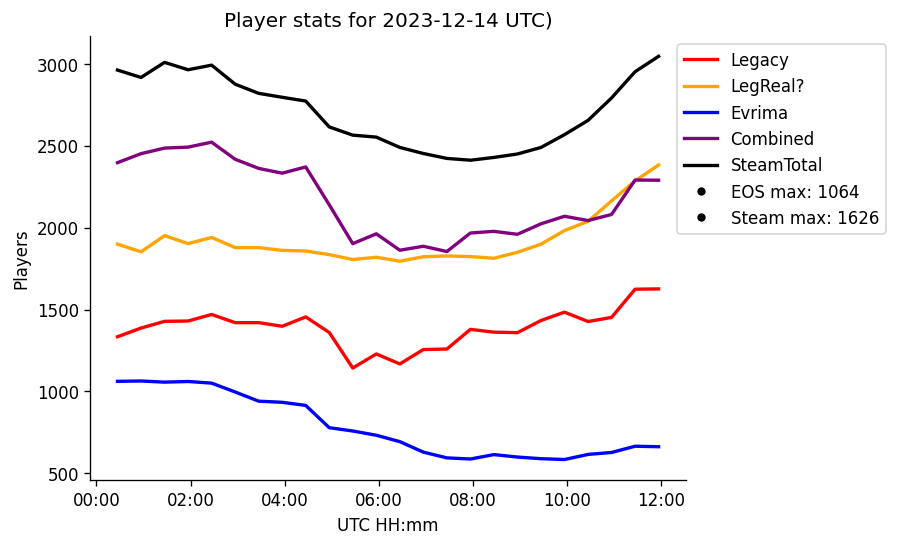 Player stats for 2023-12-14 UTC)
3000
2500
2000
1500
1000
500
Players
00:00 02:00 04:00 06:00 08:00 10:00 12:00
UTC HH:mm
Legacy
LegReal?
Evrima
Combined
SteamTotal
EOS max: 1064
Steam max: 1626